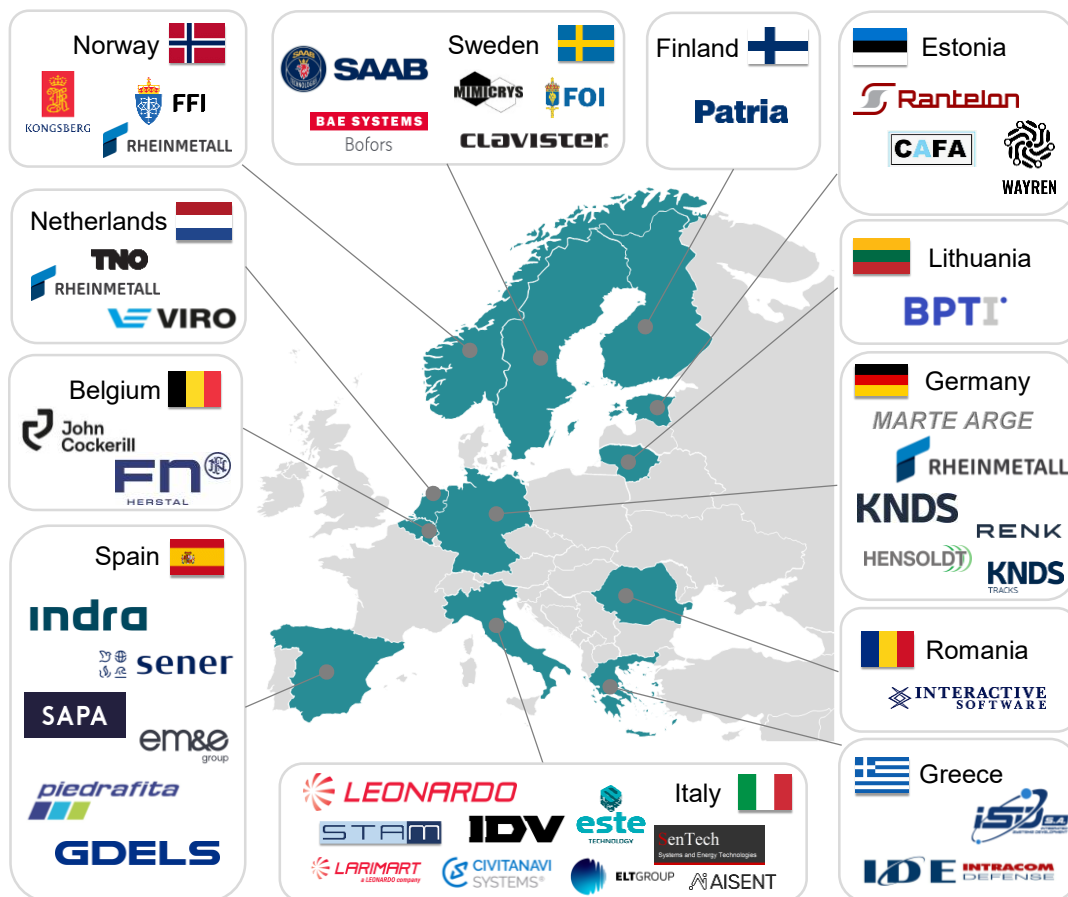 Norway
KONGSBERG
FFI
RHEINMETALL
Sweden
SAAB
MIMICRYS
FOI
BAE SYSTEMS
Bofors
CLAVISTER®
Finland
Patria
Estonia
Rantelon
CAFA
WAYREN
Netherlands
TNO
RHEINMETALL
VIRO
Lithuania
BPTI
Belgium
John
Cockerill
FN
HERSTAL
Germany
MARTE ARGE
RHEINMETALL
KNDS
RENK
HENSOLDT
KNDS
TRACKS
Spain
indra
sener
SAPA
em&e
group
piedrafita
GDELS
Romania
INTERACTIVE
SOFTWARE
Italy
LEONARDO
STAM
IDV
este
TECHNOLOGY
SenTech
Systems and Energy Technologies
LARIMART
a LEONARDO company
CIVITANAVI
SYSTEMS®
ELTGROUP
AISENT
Greece
ISD S.A.
INTEGRATED
SYSTEMS DEVELOPMENT
IDE INTRACOM
DEFENSE